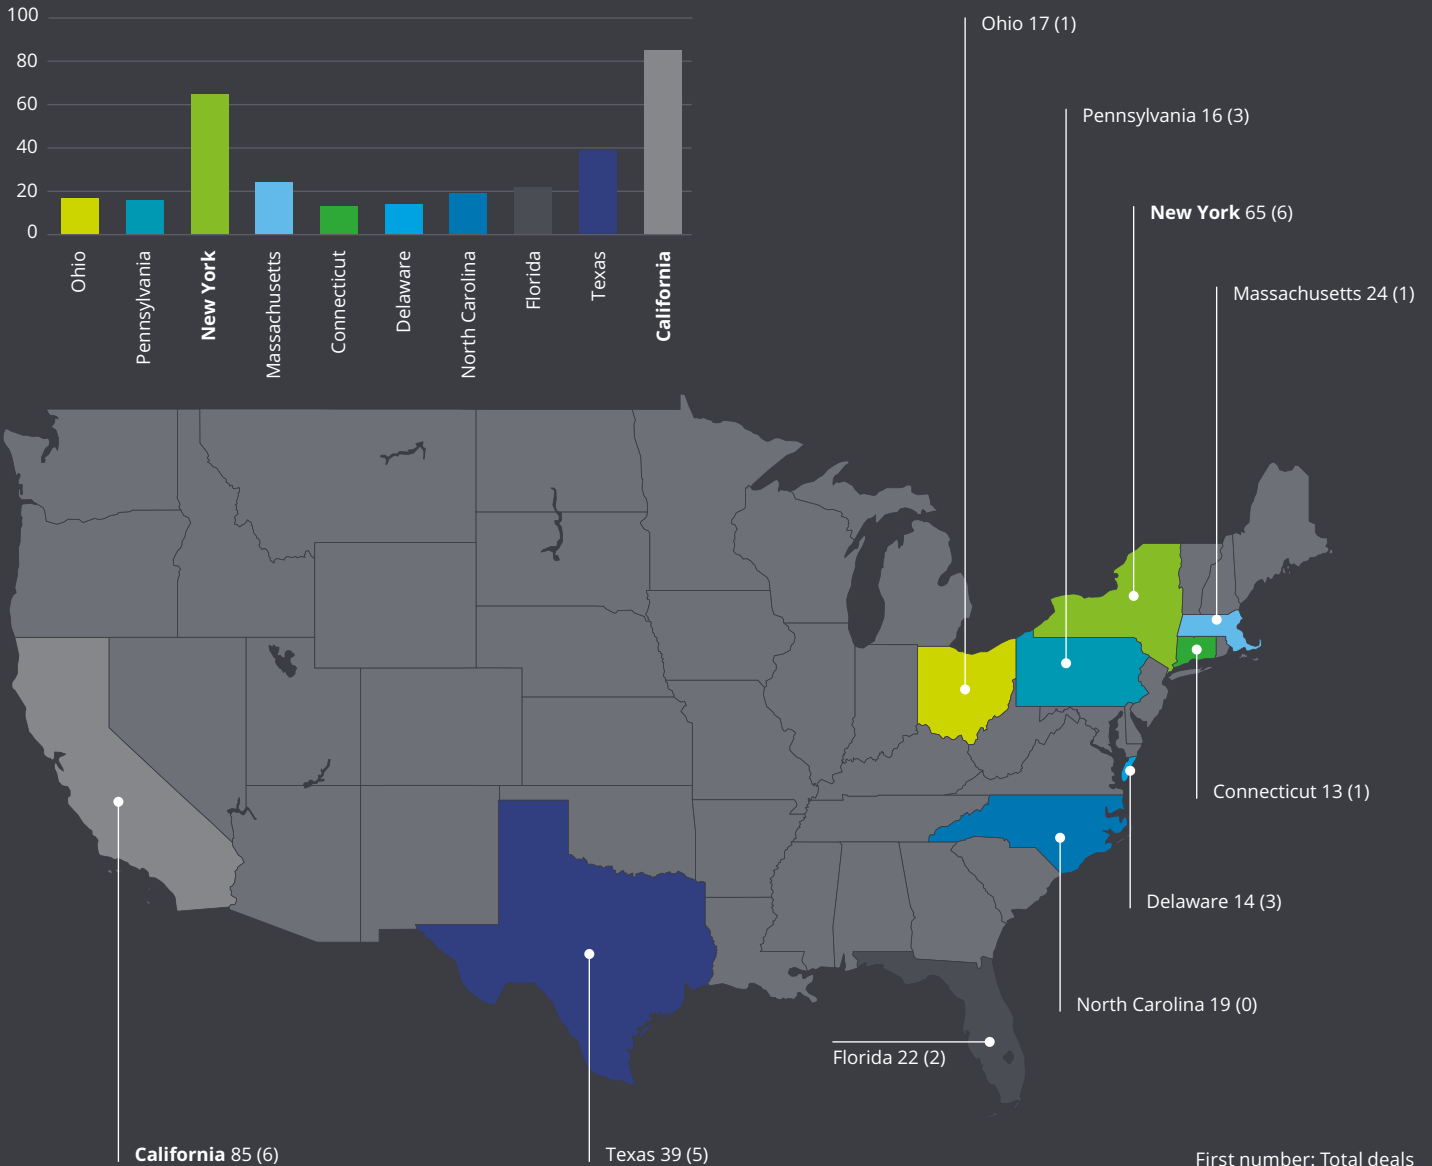 100
80
60
40
20
0
Ohio
Pennsylvania
New York
Massachusetts
Connecticut
Delaware
North Carolina
Florida
Texas
California
Ohio 17 (1)
Pennsylvania 16 (3)
New York 65 (6)
Massachusetts 24 (1)
Connecticut 13 (1)
Delaware 14 (3)
North Carolina 19 (0)
Florida 22 (2)
California 85 (6)
Texas 39 (5)
First number: Total deals